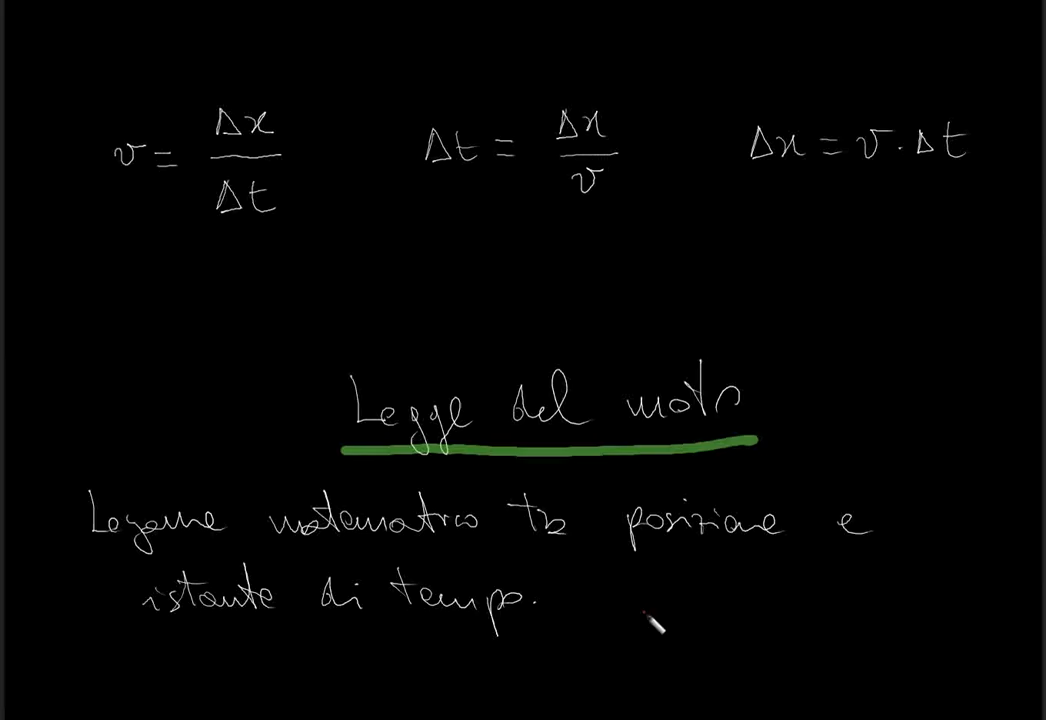 v = Δx / Δt    Δt = Δx / v    Δx = v · Δt
Legge del moto
Legame matematico tra posizione e
istante di tempo.